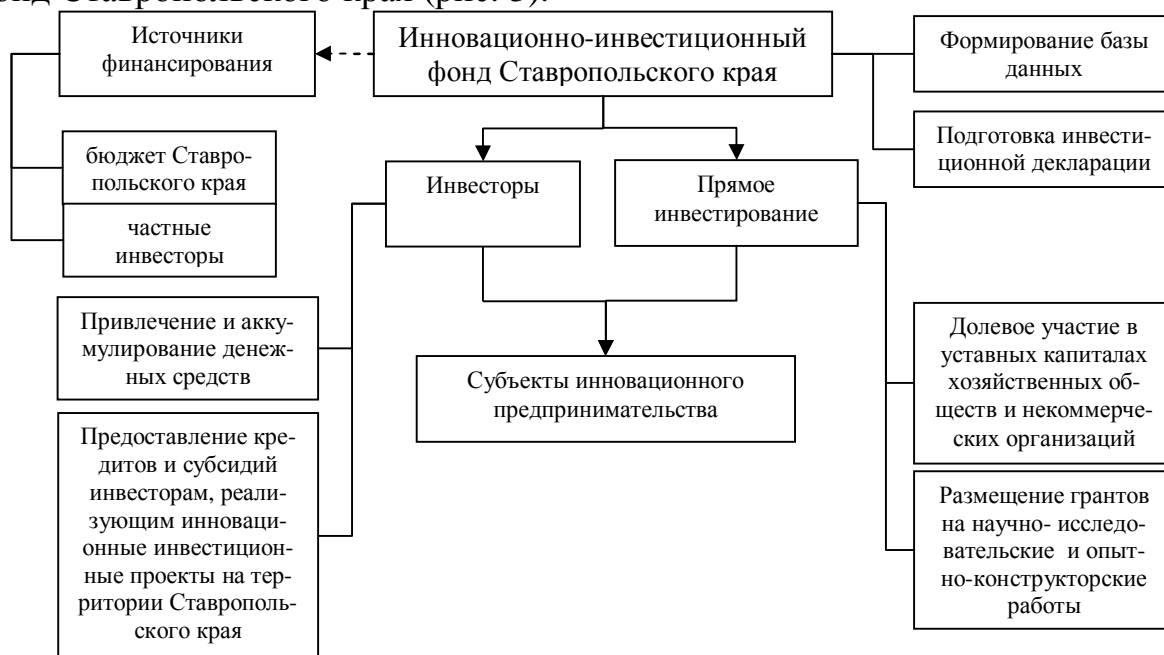 онд Ставропольского края (рис. 3).
Источники
финансирования
Инновационно-инвестиционный
фонд Ставропольского края
Формирование базы
данных
бюджет Ставро-
польского края
частные
инвесторы
Инвесторы
Прямое
инвестирование
Подготовка инвести-
ционной декларации
Привлечение и акку-
мулирование денеж-
ных средств
Субъекты инновационного
предпринимательства
Долевое участие в
уставных капиталах
хозяйственных об-
ществ и некоммерче-
ских организаций
Предоставление кре-
дитов и субсидий
инвесторам, реали-
зующим инноваци-
онные инвестицион-
ные проекты на тер-
ритории Ставрополь-
ского края
Размещение грантов
на научно- исследо-
вательские и опыт-
но-конструкторские
работы